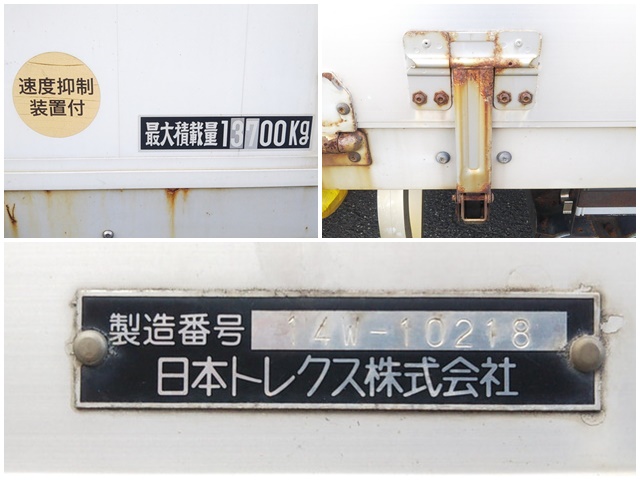 速度抑制
装置付
最大積載量13700Kg
製造番号 14W-10218
日本トレクス株式会社